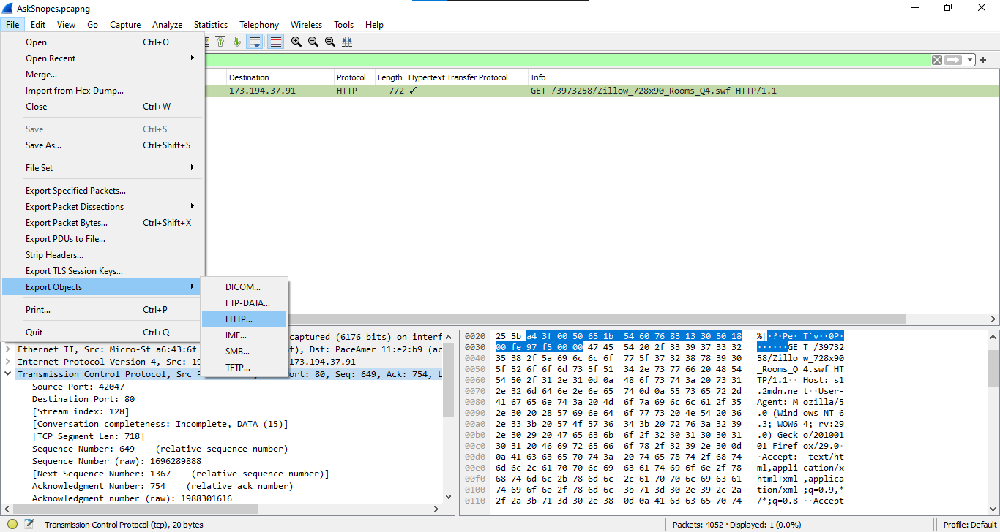 AskSnopes.pcapng
File Edit View Go Capture Analyze Statistics Telephony Wireless Tools Help
Open Ctrl+O
Open Recent
Merge...
Import from Hex Dump...
Close Ctrl+W
Save Ctrl+S
Save As... Ctrl+Shift+S
File Set
Export Specified Packets...
Export Packet Dissections
Export Packet Bytes... Ctrl+Shift+X
Export PDUs to File...
Strip Headers...
Export TLS Session Keys...
Export Objects
Print... Ctrl+P
Quit Ctrl+Q
DICOM...
FTP-DATA...
HTTP...
IMF...
SMB...
TFTP...
Destination Protocol Length Hypertext Transfer Protocol Info
173.194.37.91 HTTP 772 ✓ GET /3973258/Zillow_728x90_Rooms_Q4.swf HTTP/1.1
captured (6176 bits) on interf
Ethernet II, Src: Micro-St_a6:43:6f f), Dst: PaceAmer_11:e2:b9 (ac
Internet Protocol Version 4, Src: 19 173.194.37.91
Transmission Control Protocol, Src P ort: 80, Seq: 649, Ack: 754, L
Source Port: 42047
Destination Port: 80
[Stream index: 128]
[Conversation completeness: Incomplete, DATA (15)]
[TCP Segment Len: 718]
Sequence Number: 649 (relative sequence number)
Sequence Number (raw): 1696289888
[Next Sequence Number: 1367 (relative sequence number)]
Acknowledgment Number: 754 (relative ack number)
Acknowledgment number (raw): 1988301616
0020 25 5b a4 3f 00 50 65 1b 54 60 76 83 13 30 50 18 %[·?·Pe· T`v··0P·
0030 00 fe 97 f5 00 00 47 45 54 20 2f 33 39 37 33 32 ······GE T /39732
0040 35 38 2f 5a 69 6c 6c 6f 77 5f 37 32 38 78 39 30 58/Zillo w_728x90
0050 5f 52 6f 6f 6d 73 5f 51 34 2e 73 77 66 20 48 54 _Rooms_Q 4.swf HT
0060 54 50 2f 31 2e 31 0d 0a 48 6f 73 74 3a 20 73 31 TP/1.1·· Host: s1
0070 2e 32 6d 64 6e 2e 6e 65 74 0d 0a 55 73 65 72 2d .2mdn.ne t··User-
0080 41 67 65 6e 74 3a 20 4d 6f 7a 69 6c 6c 61 2f 35 Agent: M ozilla/5
0090 2e 30 20 28 57 69 6e 64 6f 77 73 20 4e 54 20 36 .0 (Wind ows NT 6
00a0 2e 33 3b 20 57 4f 57 36 34 3b 20 72 76 3a 32 39 .3; WOW6 4; rv:29
00b0 2e 30 29 20 47 65 63 6b 6f 2f 32 30 31 30 30 31 .0) Geck o/201001
00c0 30 31 20 46 69 72 65 66 6f 78 2f 32 39 2e 30 0d 01 Firef ox/29.0·
00d0 0a 41 63 63 65 70 74 3a 20 74 65 78 74 2f 68 74 ·Accept: text/ht
00e0 6d 6c 2c 61 70 70 6c 69 63 61 74 69 6f 6e 2f 78 ml,appli cation/x
00f0 68 74 6d 6c 2b 78 6d 6c 2c 61 70 70 6c 69 63 61 html+xml ,applica
0100 74 69 6f 6e 2f 78 6d 6c 3b 71 3d 30 2e 39 2c 2a tion/xml ;q=0.9,*
0110 2f 2a 3b 71 3d 30 2e 38 0d 0a 41 63 63 65 70 74 /*;q=0.8 ··Accept
Transmission Control Protocol (tcp), 20 bytes Packets: 4052 · Displayed: 1 (0.0%) Profile: Default